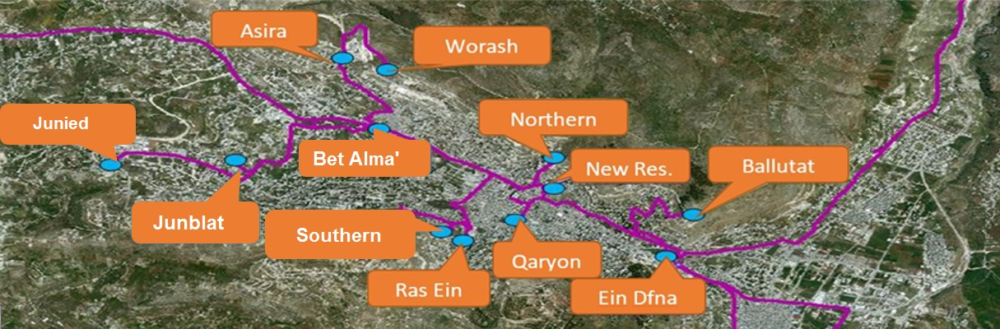 Asira
Worash
Junied
Northern
Bet Alma'
New Res.
Ballutat
Junblat
Southern
Qaryon
Ras Ein
Ein Dfna